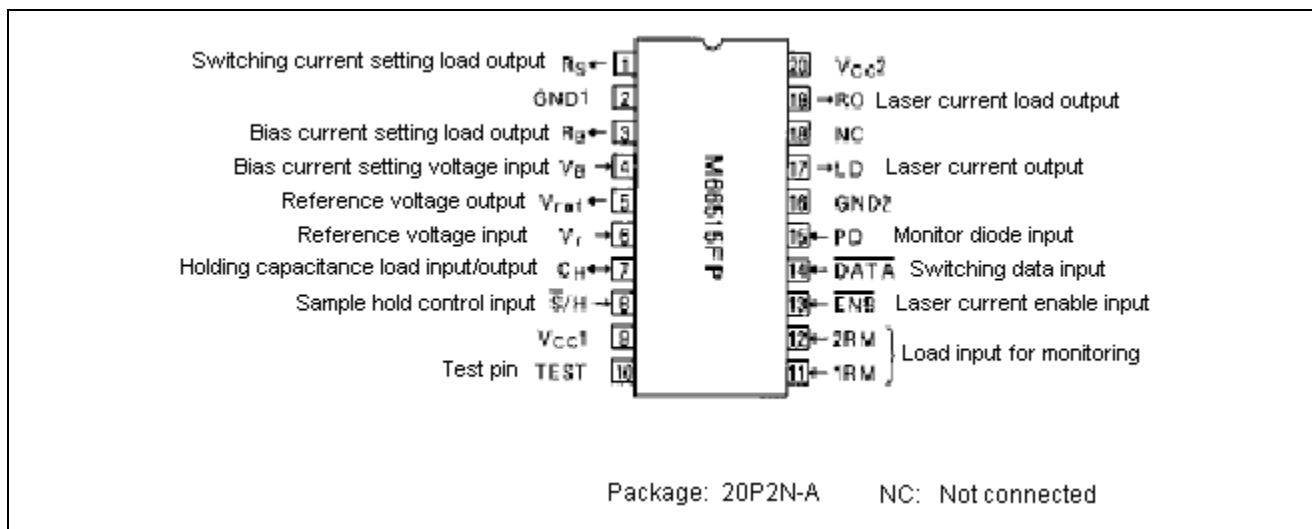 Switching current setting load output RS 1
GND1 2
Bias current setting load output RB 3
Bias current setting voltage input VB 4
Reference voltage output Vref 5
Reference voltage input Vr 6
Holding capacitance load input/output CH 7
Sample hold control input S̅/H 8
VCC1 9
Test pin TEST 10
M68515FP
20 VCC2
19 RO Laser current load output
18 NC
17 LD Laser current output
16 GND2
15 PD Monitor diode input
14 D̅A̅T̅A̅ Switching data input
13 E̅N̅B̅ Laser current enable input
12 2RM
11 1RM
Load input for monitoring
Package: 20P2N-A NC: Not connected